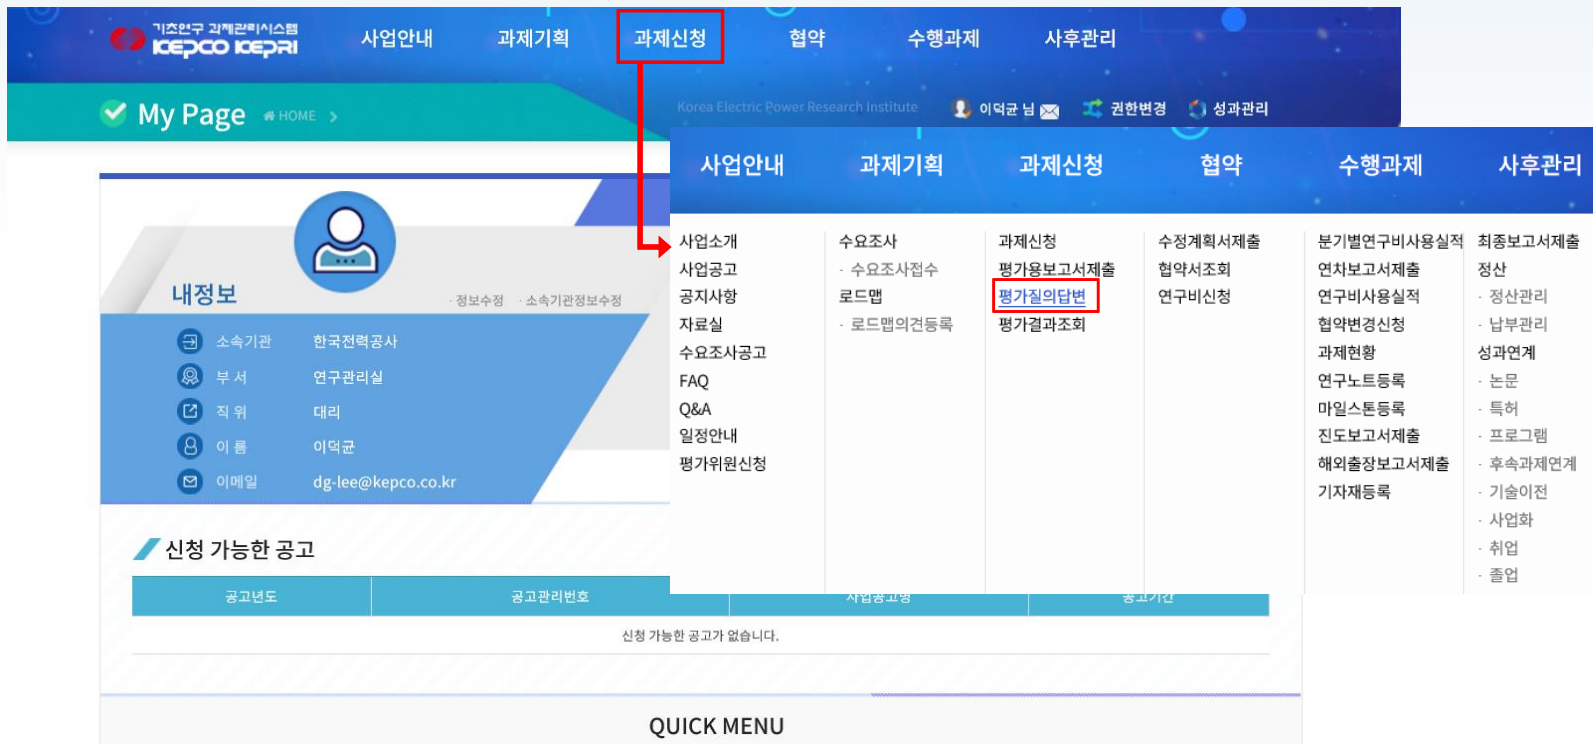 기초연구 과제관리시스템
KEPCO KEPRI
사업안내 과제기획 과제신청 협약 수행과제 사후관리
My Page HOME
Korea Electric Power Research Institute 이덕균 님 권한변경 성과관리
내정보
· 정보수정 · 소속기관정보수정
소속기관 한국전력공사
부 서 연구관리실
직 위 대리
이 름 이덕균
이메일 dg-lee@kepco.co.kr
사업안내 과제기획 과제신청 협약 수행과제 사후관리
사업소개
사업공고
공지사항
자료실
수요조사공고
FAQ
Q&A
일정안내
평가위원신청
수요조사
· 수요조사접수
로드맵
· 로드맵의견등록
과제신청
평가용보고서제출
평가질의답변
평가결과조회
수정계획서제출
협약서조회
연구비신청
분기별연구비사용실적
연차보고서제출
연구비사용실적
협약변경신청
과제현황
연구노트등록
마일스톤등록
진도보고서제출
해외출장보고서제출
기자재등록
최종보고서제출
정산
· 정산관리
· 납부관리
성과연계
· 논문
· 특허
· 프로그램
· 후속과제연계
· 기술이전
· 사업화
· 취업
· 졸업
신청 가능한 공고
공고년도 공고관리번호 사업공고명 공고기간
신청 가능한 공고가 없습니다.
QUICK MENU